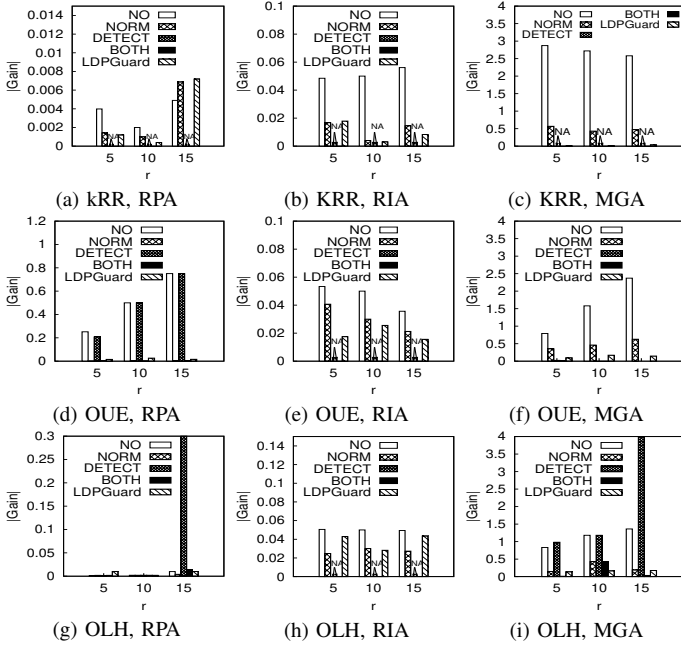 0.015
0.012
0.008
0.006
0.004
0.002
|Gain|
NO
NORM
DETECT
BOTH
LDPGuard
NA NA NA
5 10 15
r
(a) kRR, RPA
0.1
0.08
0.06
0.04
0.02
0
|Gain|
NO
NORM
DETECT
BOTH
LDPGuard
NA NA NA
5 10 15
r
(b) KRR, RIA
4
3.5
3
2.5
2
1.5
1
0.5
0
|Gain|
NO
NORM
DETECT
BOTH
LDPGuard
NA NA NA
5 10 15
r
(c) KRR, MGA
1.2
1
0.8
0.6
0.4
0.2
0
|Gain|
NO
NORM
DETECT
BOTH
LDPGuard
5 10 15
r
(d) OUE, RPA
0.1
0.08
0.06
0.04
0.02
0
|Gain|
NO
NORM
DETECT
BOTH
LDPGuard
NA NA NA
5 10 15
r
(e) OUE, RIA
4
3.5
3
2.5
2
1.5
1
0.5
0
|Gain|
NO
NORM
DETECT
BOTH
LDPGuard
5 10 15
r
(f) OUE, MGA
0.3
0.25
0.2
0.15
0.1
0.05
0
|Gain|
NO
NORM
DETECT
BOTH
LDPGuard
5 10 15
r
(g) OLH, RPA
0.14
0.12
0.1
0.08
0.06
0.04
0.02
0
|Gain|
NO
NORM
DETECT
BOTH
LDPGuard
NA NA NA
5 10 15
r
(h) OLH, RIA
4
3.5
3
2.5
2
1.5
1
0.5
0
|Gain|
NO
NORM
DETECT
BOTH
LDPGuard
5 10 15
r
(i) OLH, MGA